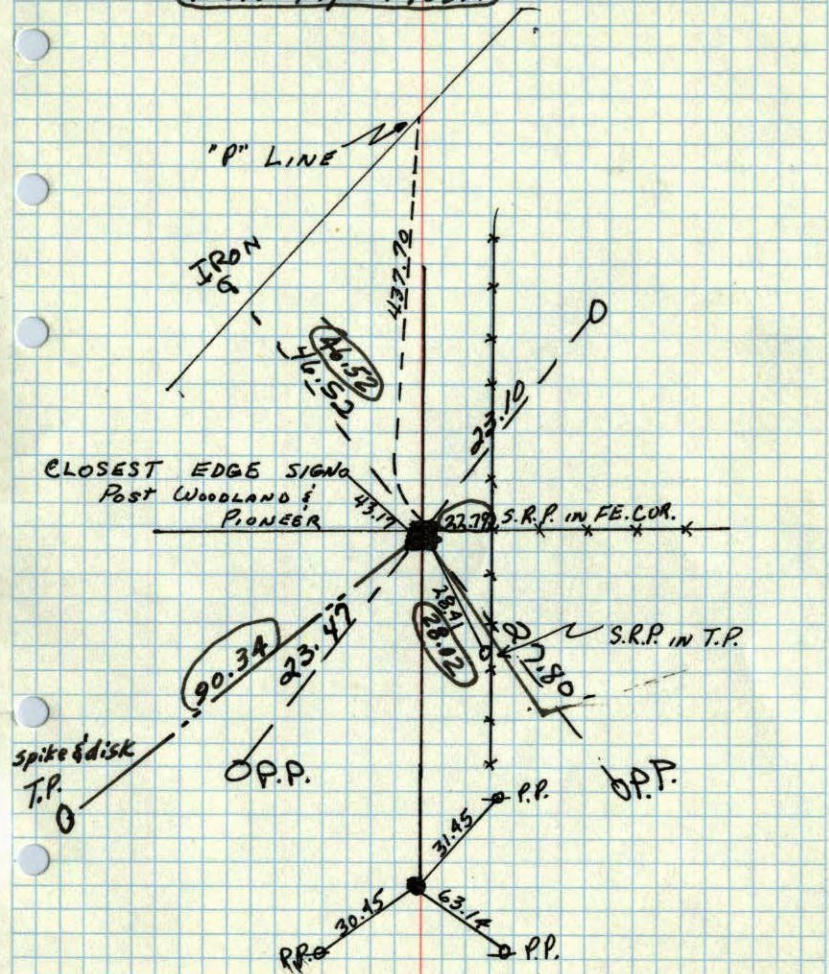 "P" LINE
IRON
437.70
46.52
46.52
23.10
CLOSEST EDGE SIGN
POST WOODLAND &
PIONEER
43.17
22.79
S.R.P. IN FE. COR.
28.41
28.02
27.80
S.R.P. IN T.P.
90.34
23.47
spike & disk
T.P.
P.P.
P.P.
P.P.
31.45
30.45
63.14
P.P.
P.P.